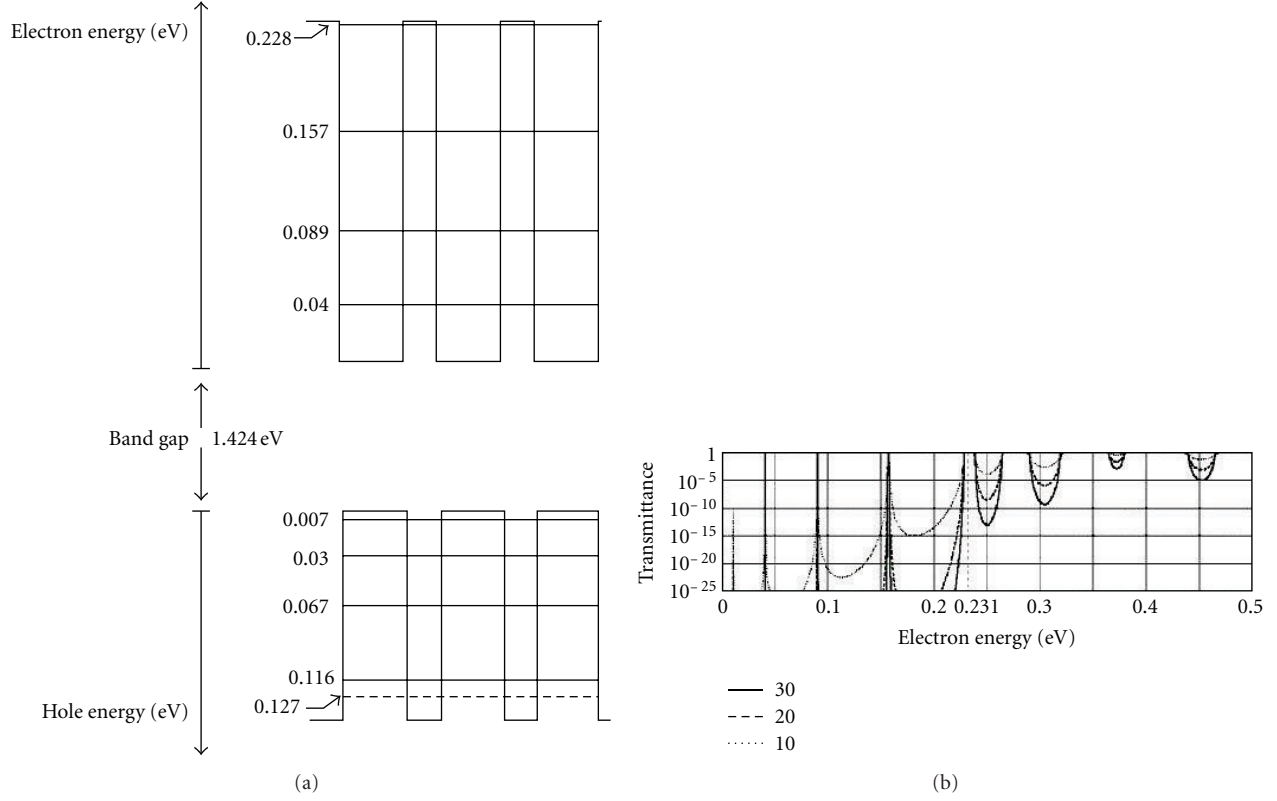 Electron energy (eV)
0.228
0.157
0.089
0.04
Band gap
1.424 eV
0.007
0.03
0.067
0.116
0.127
Hole energy (eV)
(a)
Transmittance
1
10−5
10−10
10−15
10−20
10−25
0 0.1 0.2 0.231 0.3 0.4 0.5
Electron energy (eV)
30
20
10
(b)